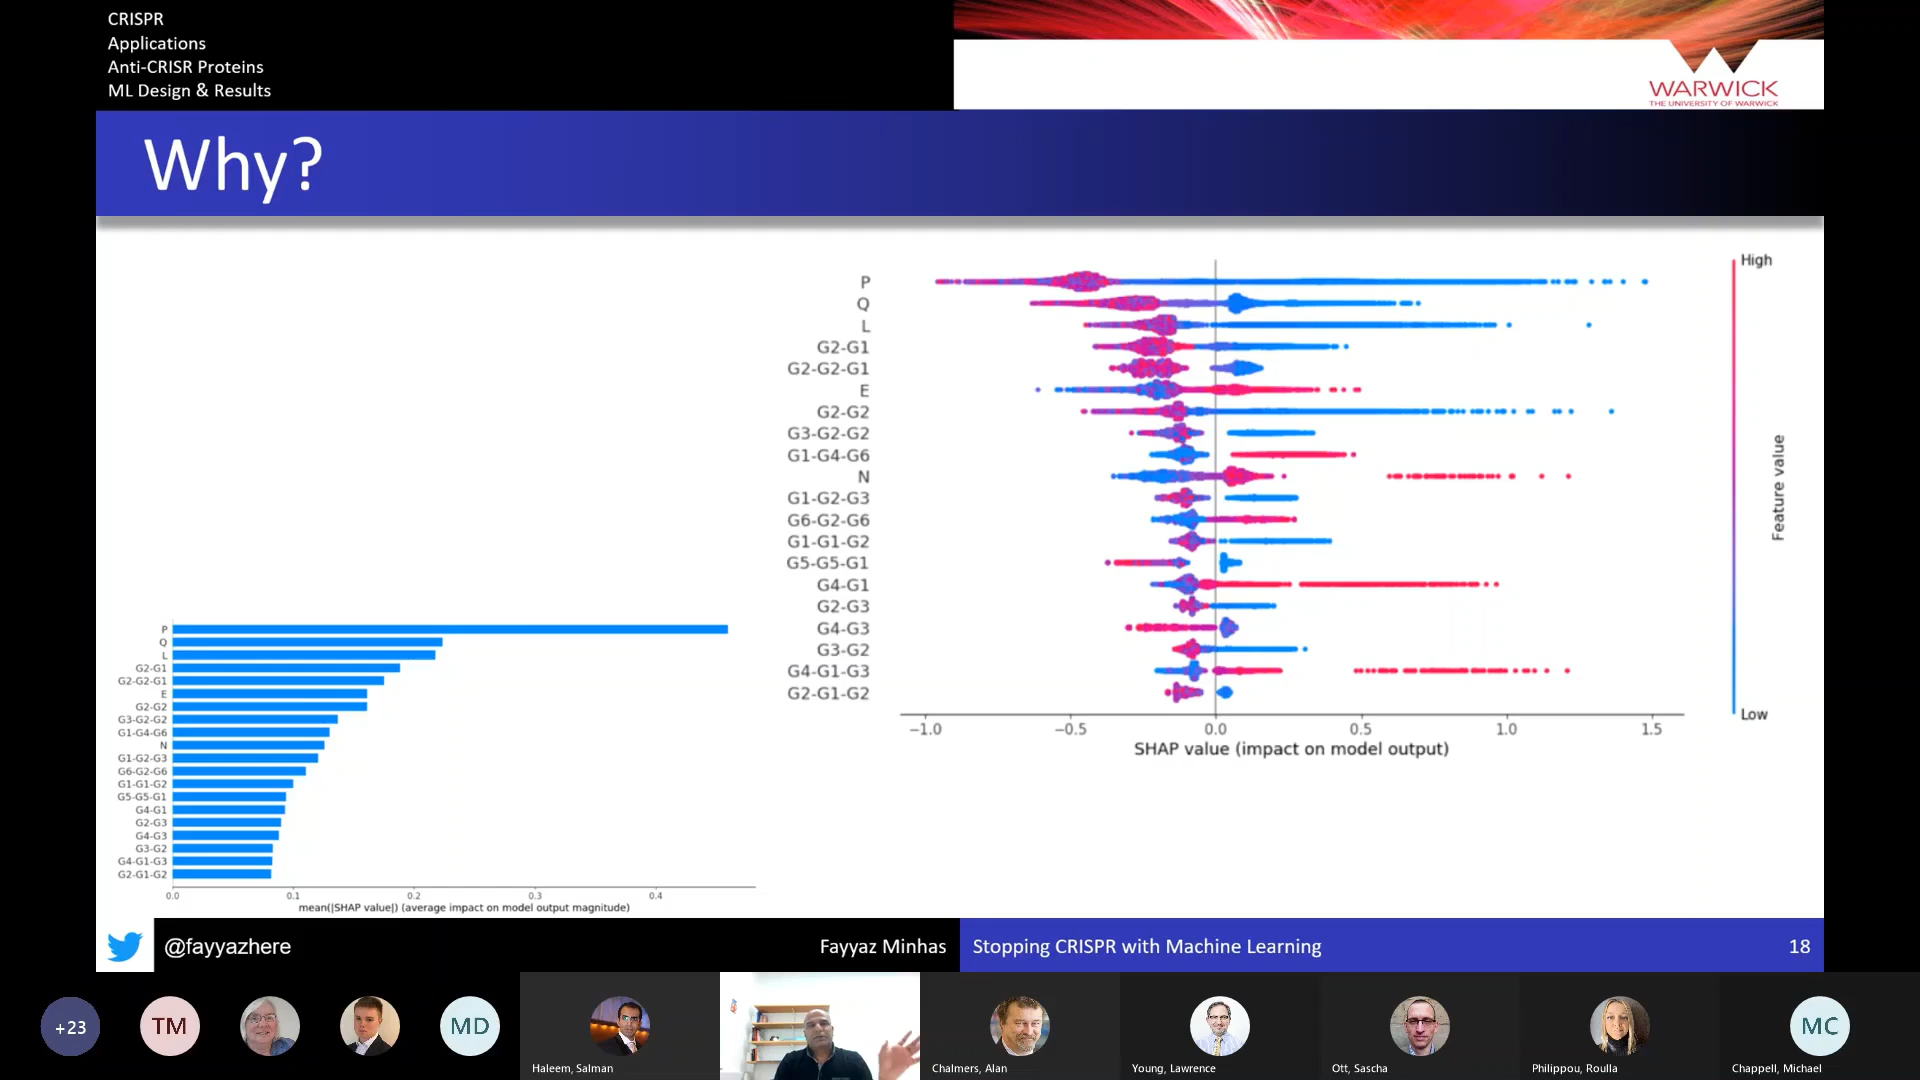 CRISPR
Applications
Anti-CRISR Proteins
ML Design & Results
WARWICK
THE UNIVERSITY OF WARWICK
Why?
P
Q
L
G2-G1
G2-G2-G1
E
G2-G2
G3-G2-G2
G1-G4-G6
N
G1-G2-G3
G6-G2-G6
G1-G1-G2
G5-G5-G1
G4-G1
G2-G3
G4-G3
G3-G2
G4-G1-G3
G2-G1-G2
−1.0 −0.5 0.0 0.5 1.0 1.5
SHAP value (impact on model output)
High
Feature value
Low
P
Q
L
G2-G1
G2-G2-G1
E
G2-G2
G3-G2-G2
G1-G4-G6
N
G1-G2-G3
G6-G2-G6
G1-G1-G2
G5-G5-G1
G4-G1
G2-G3
G4-G3
G3-G2
G4-G1-G3
G2-G1-G2
0.0 0.1 0.2 0.3 0.4
mean(|SHAP value|) (average impact on model output magnitude)
@fayyazhere
Fayyaz Minhas
Stopping CRISPR with Machine Learning
18
+23
TM
MD
Haleem, Salman
Chalmers, Alan
Young, Lawrence
Ott, Sascha
Philippou, Roulla
MC
Chappell, Michael